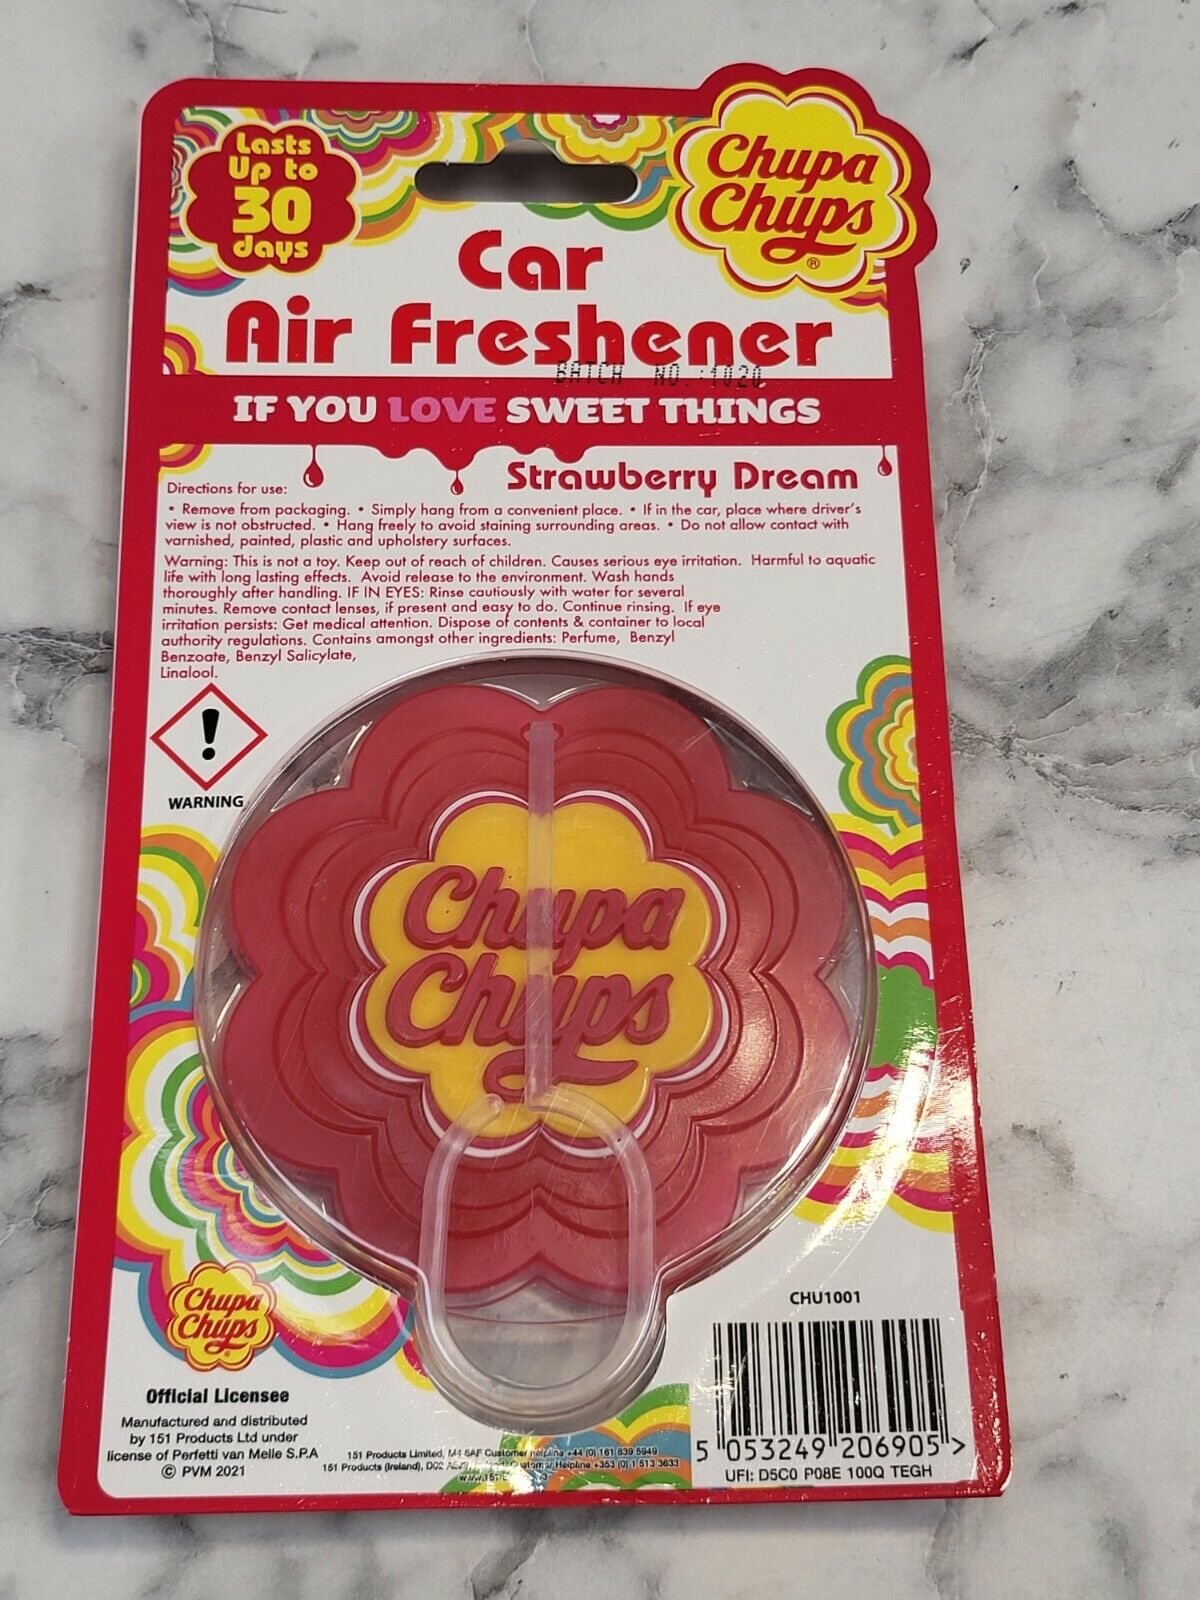 Lasts
Up to
30
days
Chupa
Chups
®
Car
Air Freshener
BATCH NO.:1020
IF YOU LOVE SWEET THINGS
Strawberry Dream
Directions for use:
• Remove from packaging. • Simply hang from a convenient place. • If in the car, place where driver's
view is not obstructed. • Hang freely to avoid staining surrounding areas. • Do not allow contact with
varnished, painted, plastic and upholstery surfaces.
Warning: This is not a toy. Keep out of reach of children. Causes serious eye irritation. Harmful to aquatic
life with long lasting effects. Avoid release to the environment. Wash hands
thoroughly after handling. IF IN EYES: Rinse cautiously with water for several
minutes. Remove contact lenses, if present and easy to do. Continue rinsing. If eye
irritation persists: Get medical attention. Dispose of contents & container to local
authority regulations. Contains amongst other ingredients: Perfume, Benzyl
Benzoate, Benzyl Salicylate,
Linalool.
WARNING
Chupa
Chups
Chupa
Chups
®
Official Licensee
Manufactured and distributed
by 151 Products Ltd under
license of Perfetti van Melle S.P.A
© PVM 2021
151 Products Limited, M4 6AF Customer helpline +44 (0) 161 839 5949
151 Products (Ireland), D02 Customer Helpline +353 (0) 1 513 3633
CHU1001
5 053249 206905 >
UFI: D5C0 P08E 100Q TEGH